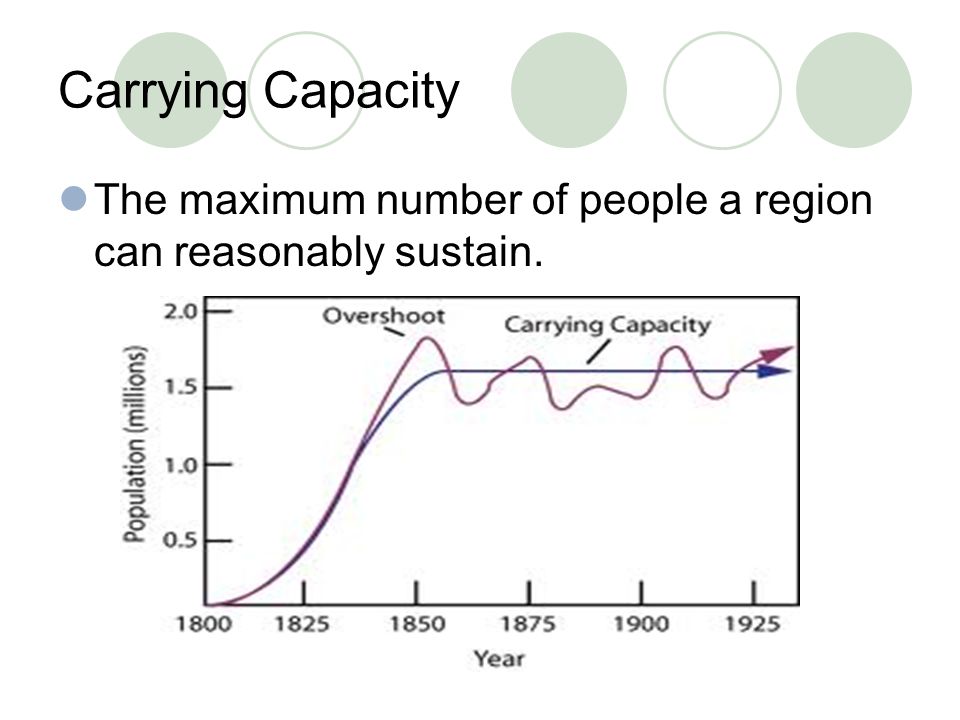 Carrying Capacity
The maximum number of people a region
can reasonably sustain.
2.0
Overshoot
Carrying Capacity
1.5
Population (millions)
1.0
0.5
1800 1825 1850 1875 1900 1925
Year